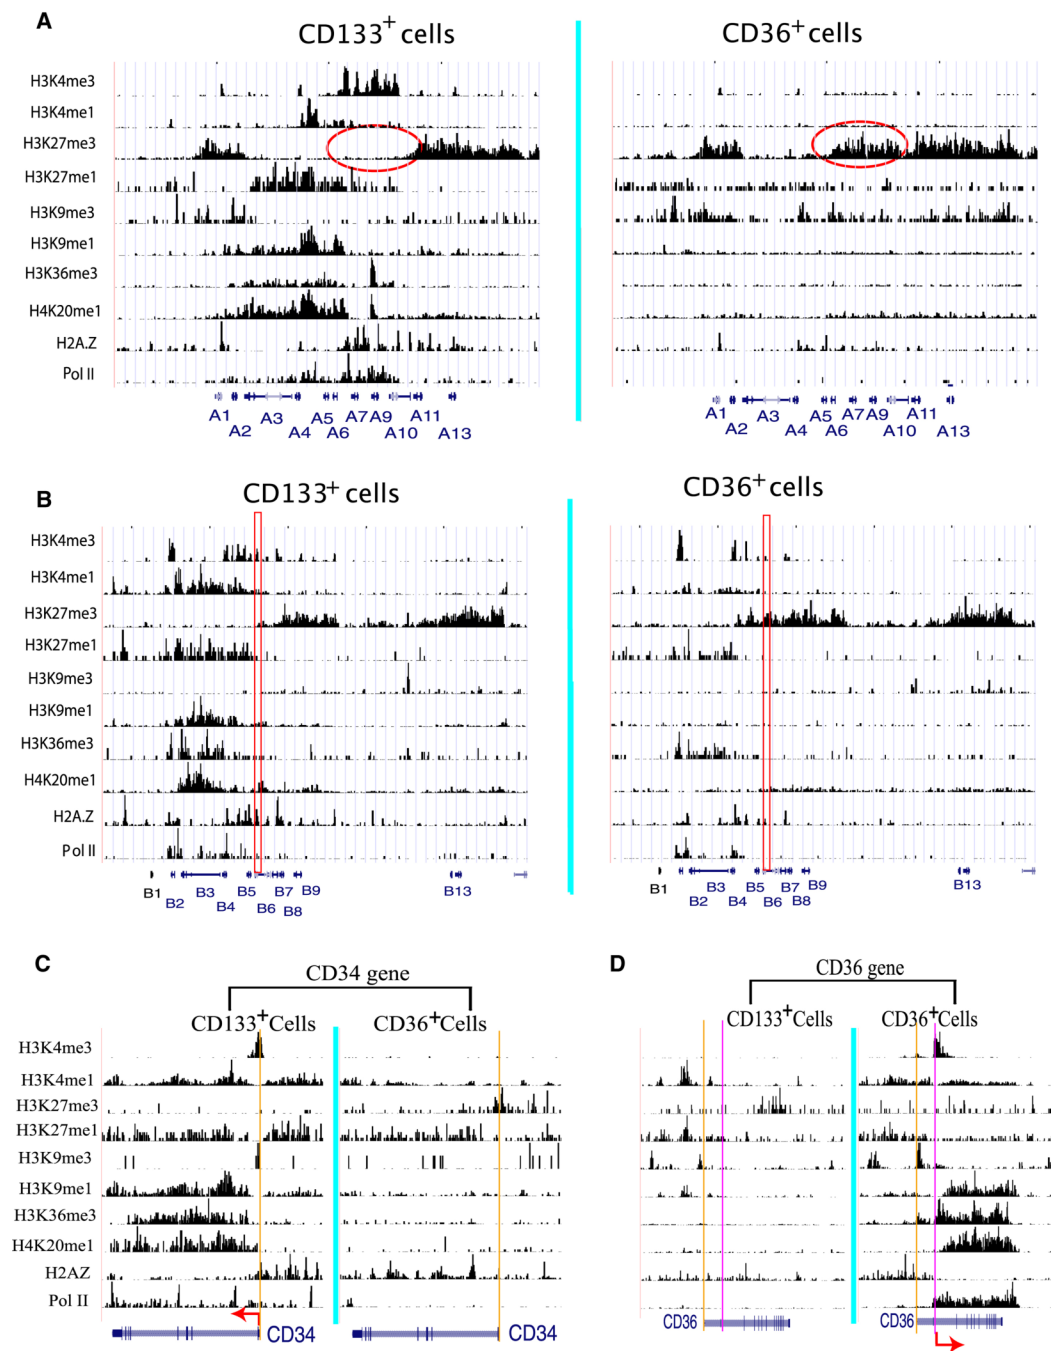 A
CD133+ cells
CD36+ cells
H3K4me3
H3K4me1
H3K27me3
H3K27me1
H3K9me3
H3K9me1
H3K36me3
H4K20me1
H2A.Z
Pol II
A1 A3 A5 A7 A9 A11
A2 A4 A6 A10 A13
A1 A3 A5 A7 A9 A11
A2 A4 A6 A10 A13
B
CD133+ cells
CD36+ cells
H3K4me3
H3K4me1
H3K27me3
H3K27me1
H3K9me3
H3K9me1
H3K36me3
H4K20me1
H2A.Z
Pol II
B1 B3 B5 B7 B9 B13
B2 B4 B6 B8
B1 B3 B5 B7 B9 B13
B2 B4 B6 B8
C
CD34 gene
CD133+Cells
CD36+Cells
H3K4me3
H3K4me1
H3K27me3
H3K27me1
H3K9me3
H3K9me1
H3K36me3
H4K20me1
H2AZ
Pol II
CD34
CD34
D
CD36 gene
CD133+Cells
CD36+Cells
CD36
CD36